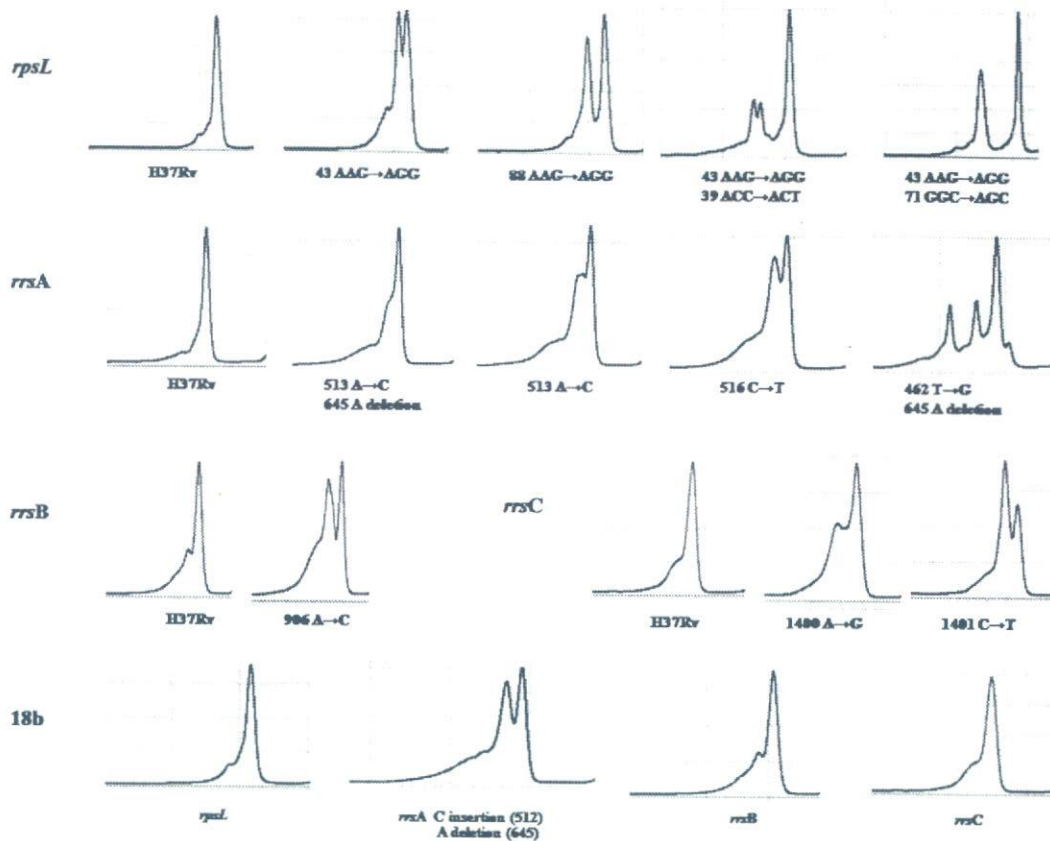 rpsL
H37Rv 43 AAG→AGG 88 AAG→AGG 43 AAG→AGG 43 AAG→AGG
39 ACC→ACT 71 GGC→AGC
rrsA
H37Rv 513 A→C 513 A→C 516 C→T 462 T→G
645 A deletion 645 A deletion
rrsB rrsC
H37Rv 906 A→C H37Rv 1400 A→G 1401 C→T
18b
rpsL rrsA C insertion (512) rrsB rrsC
A deletion (645)